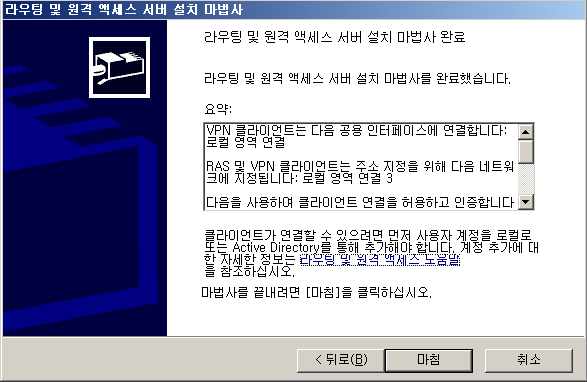 라우팅 및 원격 액세스 서버 설치 마법사
라우팅 및 원격 액세스 서버 설치 마법사 완료
라우팅 및 원격 액세스 서버 설치 마법사를 완료했습니다.
요약:
VPN 클라이언트는 다음 공용 인터페이스에 연결합니다:
로컬 영역 연결
RAS 및 VPN 클라이언트는 주소 지정을 위해 다음 네트워
크에 지정됩니다: 로컬 영역 연결 3
다음을 사용하여 클라이언트 연결을 허용하고 인증합니다
클라이언트가 연결할 수 있으려면 먼저 사용자 계정을 로컬로
또는 Active Directory를 통해 추가해야 합니다. 계정 추가에 대
한 자세한 정보는 라우팅 및 원격 액세스 도움말
을 참조하십시오.
마법사를 끝내려면 [마침]을 클릭하십시오.
< 뒤로(B)
마침
취소